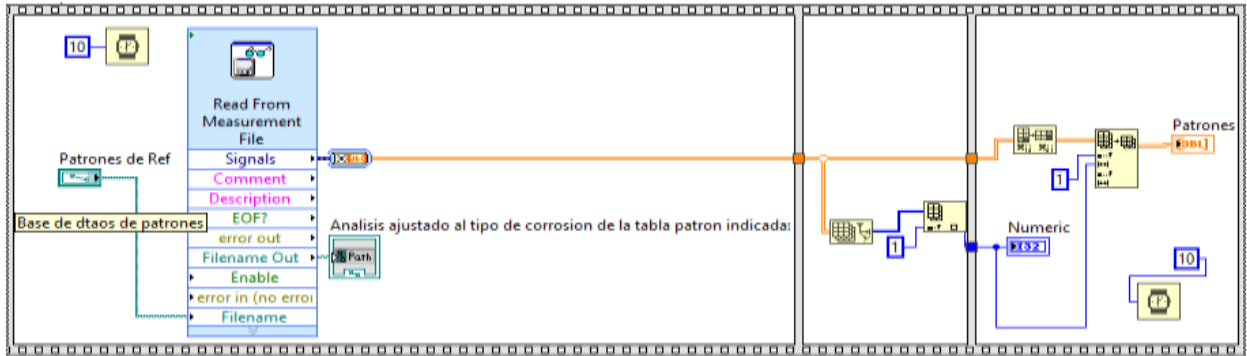 10
Read From
Measurement
File
Signals
Comment
Description
EOF?
error out
Filename Out
Enable
error in (no erroi
Filename
Patrones de Ref
Base de dtaos de patrones
Analisis ajustado al tipo de corrosion de la tabla patron indicada:
Path
1
Patrones
DBL]
1
Numeric
I32
10